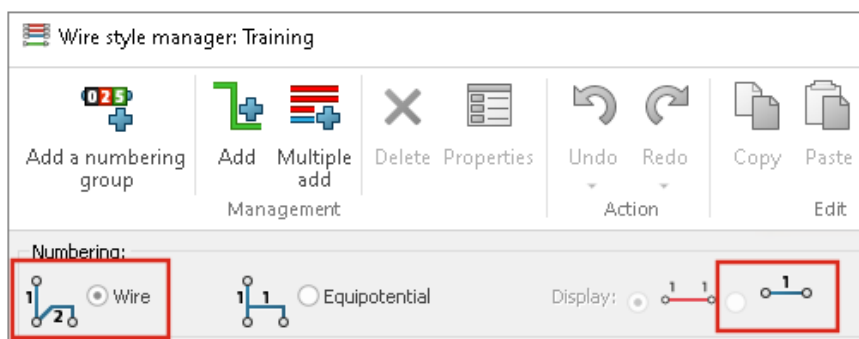 Wire style manager: Training
025
Add a numbering group
Add
Multiple add
Delete
Properties
Undo
Redo
Copy
Paste
Management
Action
Edit
Numbering:
1 2
Wire
1 1
Equipotential
Display:
1 1
1